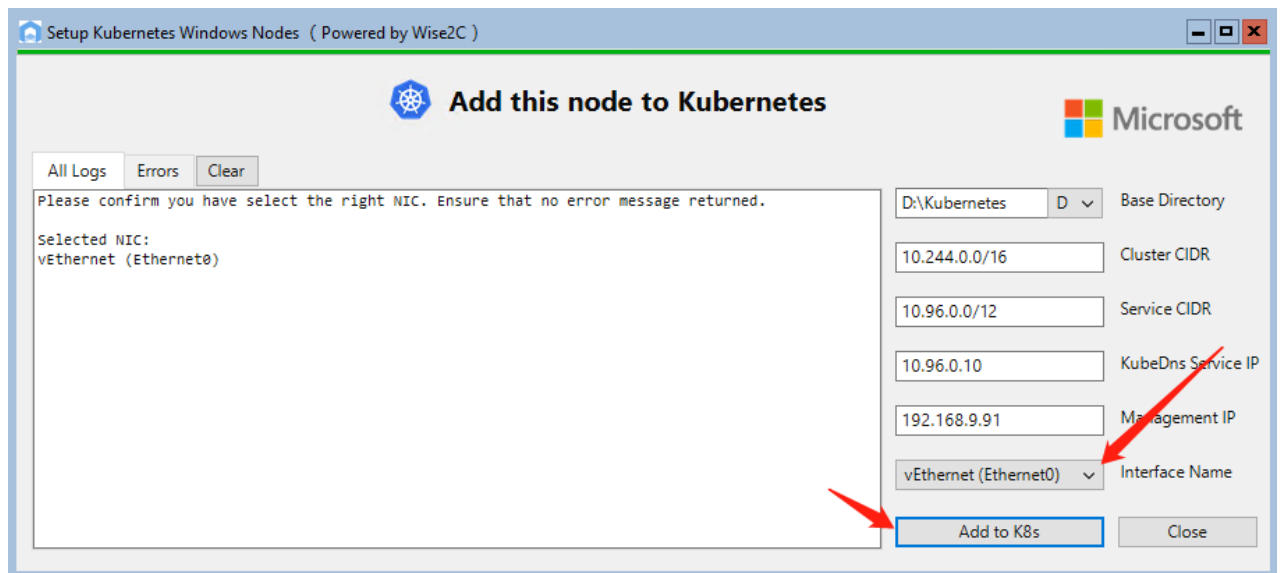 Setup Kubernetes Windows Nodes ( Powered by Wise2C )
Add this node to Kubernetes
Microsoft
All Logs Errors Clear
Please confirm you have select the right NIC. Ensure that no error message returned.
Selected NIC:
vEthernet (Ethernet0)
D:\Kubernetes D Base Directory
10.244.0.0/16 Cluster CIDR
10.96.0.0/12 Service CIDR
10.96.0.10 KubeDns Service IP
192.168.9.91 Management IP
vEthernet (Ethernet0) Interface Name
Add to K8s Close